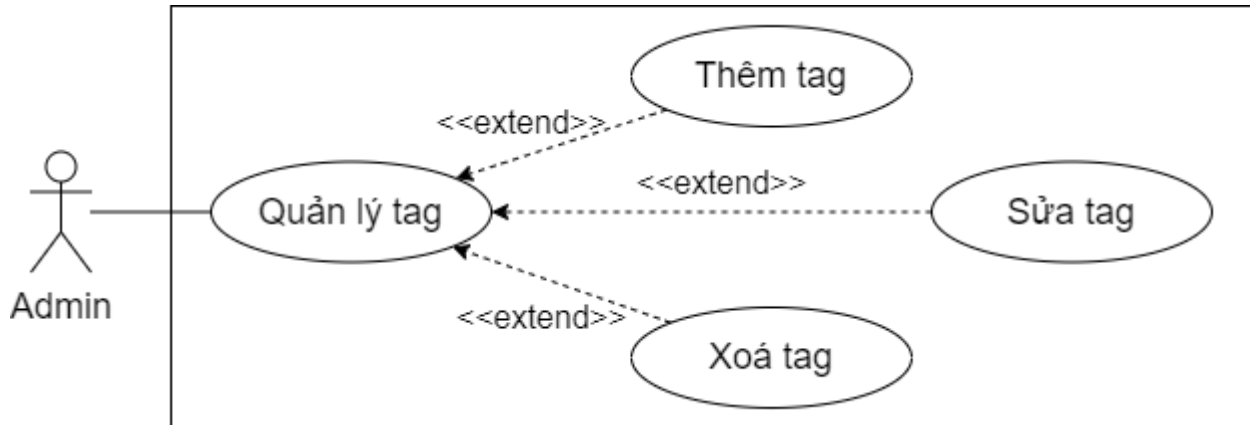 Thêm tag
<<extend>>
<<extend>>
Quản lý tag
Sửa tag
Admin
<<extend>>
Xoá tag